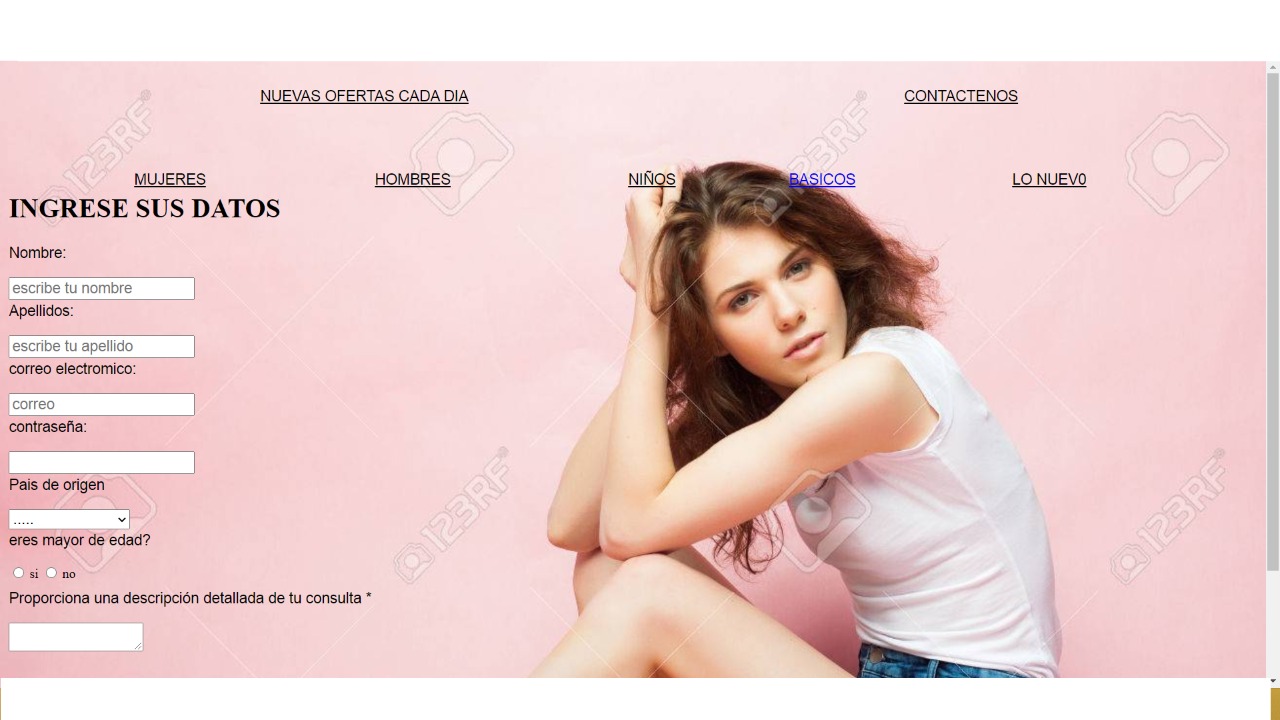 NUEVAS OFERTAS CADA DIA CONTACTENOS
MUJERES HOMBRES NIÑOS BASICOS LO NUEV0
INGRESE SUS DATOS
Nombre:
escribe tu nombre
Apellidos:
escribe tu apellido
correo electromico:
correo
contraseña:
Pais de origen
.....
eres mayor de edad?
si no
Proporciona una descripción detallada de tu consulta *
123RF
123RF
123RF
123RF